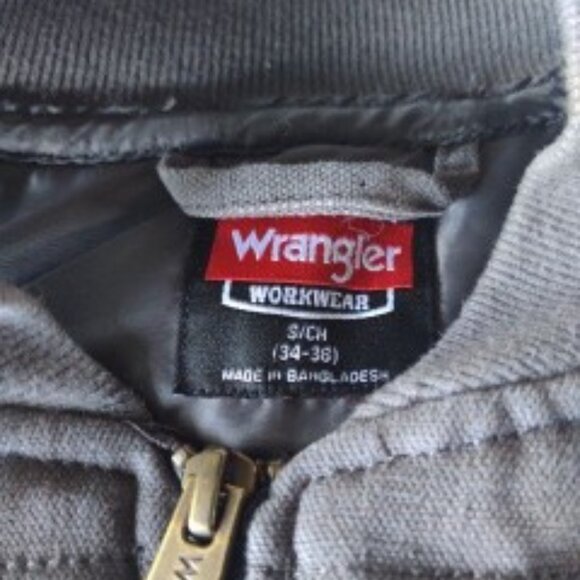 Wrangler
WORKWEAR
S/CH
(34-36)
MADE IN BANGLADESH
W